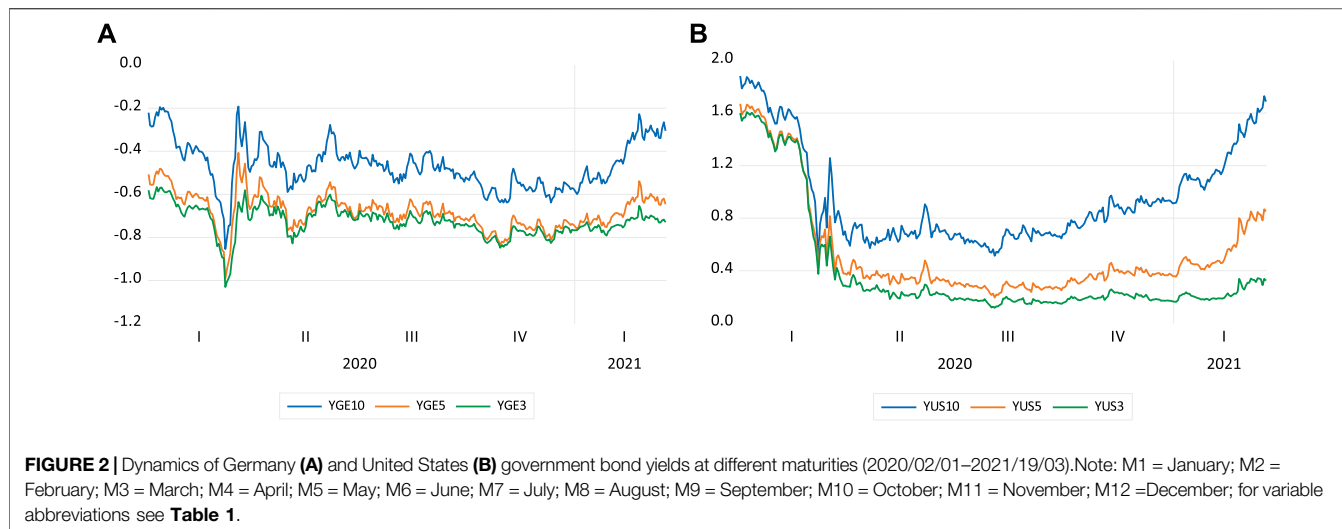 A
B
0.0
-0.2
-0.4
-0.6
-0.8
-1.0
-1.2
I
II
III
IV
I
2020
2021
YGE10 YGE5 YGE3
2.0
1.6
1.2
0.8
0.4
0.0
I
II
III
IV
I
2020
2021
YUS10 YUS5 YUS3
FIGURE 2 | Dynamics of Germany (A) and United States (B) government bond yields at different maturities (2020/02/01–2021/19/03).Note: M1 = January; M2 =
February; M3 = March; M4 = April; M5 = May; M6 = June; M7 = July; M8 = August; M9 = September; M10 = October; M11 = November; M12 =December; for variable
abbreviations see Table 1.